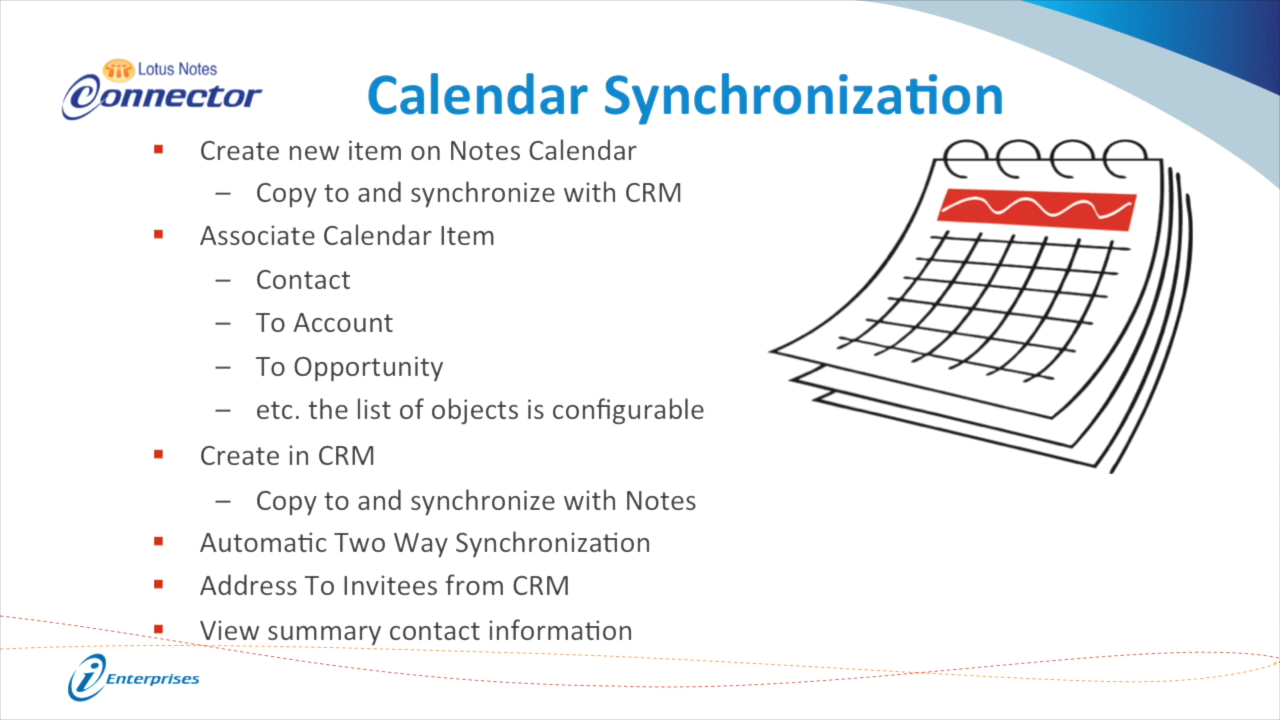 Lotus Notes
Connector
Calendar Synchronization
▪ Create new item on Notes Calendar
– Copy to and synchronize with CRM
▪ Associate Calendar Item
– Contact
– To Account
– To Opportunity
– etc. the list of objects is configurable
▪ Create in CRM
– Copy to and synchronize with Notes
▪ Automatic Two Way Synchronization
▪ Address To Invitees from CRM
▪ View summary contact information
i Enterprises